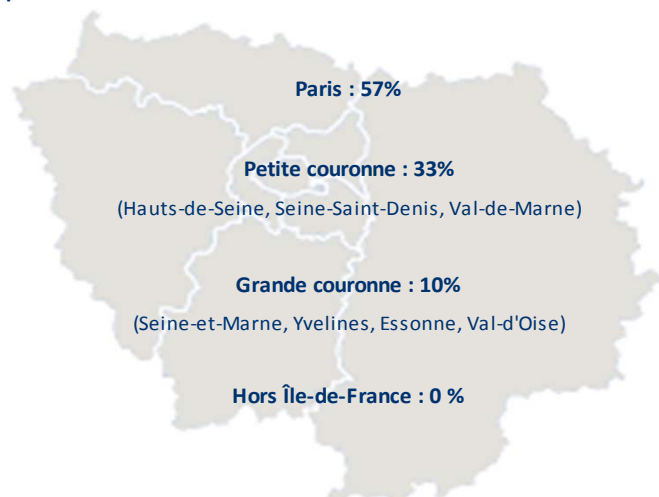 Paris : 57%
Petite couronne : 33%
(Hauts-de-Seine, Seine-Saint-Denis, Val-de-Marne)
Grande couronne : 10%
(Seine-et-Marne, Yvelines, Essonne, Val-d'Oise)
Hors Île-de-France : 0 %